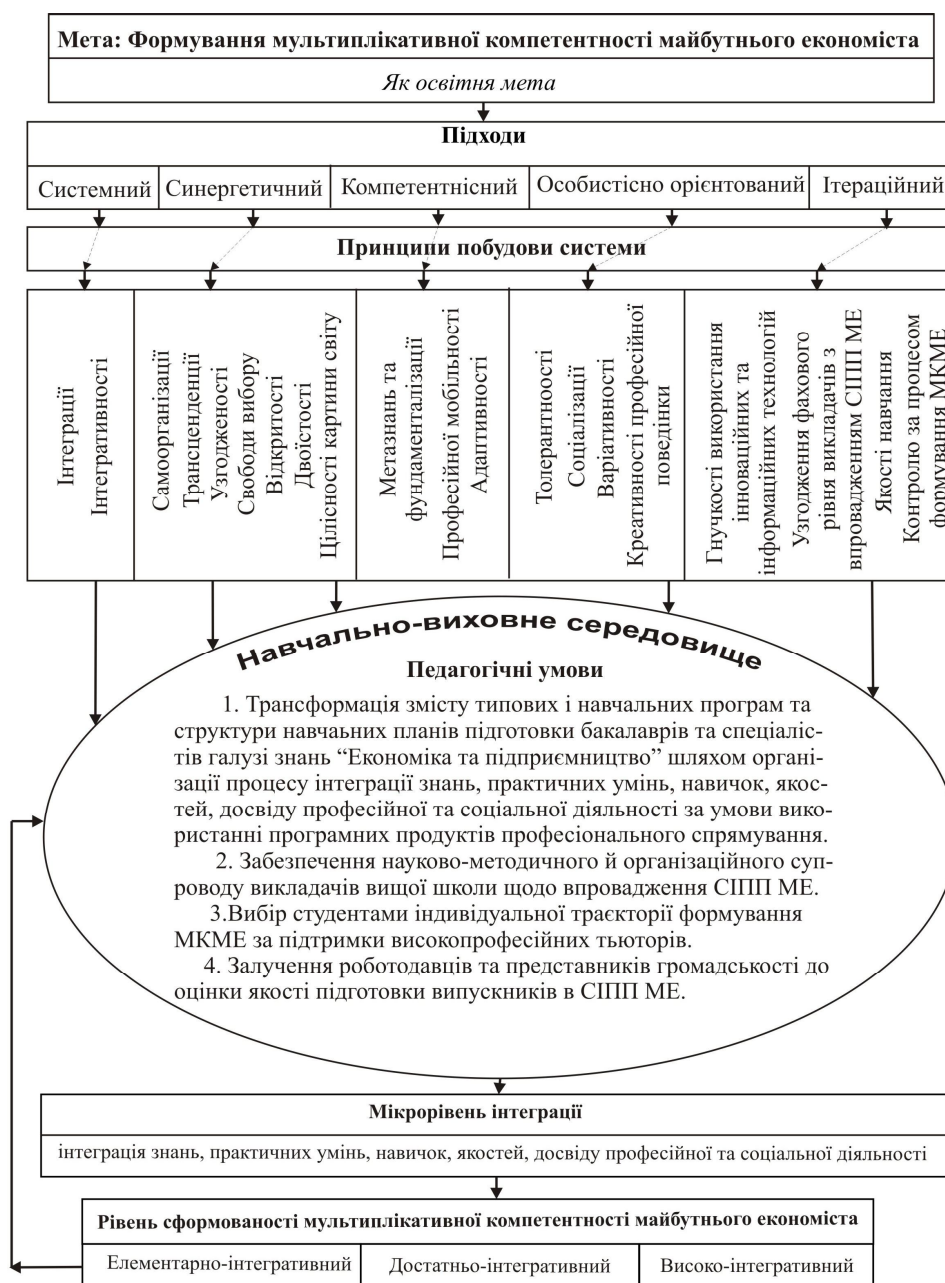 Мета: Формування мультиплікативної компетентності майбутнього економіста
Як освітня мета
Підходи
Системний
Синергетичний
Компетентнісний
Особистісно орієнтований
Ітераційний
Принципи побудови системи
Інтеграції
Інтегративності
Самоорганізації
Трансценденції
Узгодженості
Свободи вибору
Відкритості
Двоїстості
Цілісності картини світу
Метазнань та
фундаменталізації
Професійної мобільності
Адаптивності
Толерантності
Соціалізації
Варіативності
Креативності професійної
поведінки
Гнучкості використання
інноваційних та
інформаційних технологій
Узгодження фахового
рівня викладачів з
впровадженям СІПП МЕ
Якості навчання
Контролю за процесом
формування МКМЕ
Навчально-виховне середовище
Педагогічні умови
1. Трансформація змісту типових і навчальних програм та
структури навчаьних планів підготовки бакалаврів та спеціаліс-
тів галузі знань “Економіка та підприємництво” шляхом органі-
зації процесу інтеграції знань, практичних умінь, навичок, якос-
тей, досвіду професійної та соціальної діяльності за умови вико-
ристанні програмних продуктів професіонального спрямування.
2. Забезпечення науково-методичного й організаційного суп-
роводу викладачів вищої школи щодо впровадження СІПП МЕ.
3.Вибір студентами індивідуальної траєкторії формування
МКМЕ за підтримки високопрофесійних тьюторів.
4. Залучення роботодавців та представників громадськості до
оцінки якості підготовки випускників в СІПП МЕ.
Мікрорівень інтеграції
інтеграція знань, практичних умінь, навичок, якостей, досвіду професійної та соціальної діяльності
Рівень сформованості мультиплікативної компетентності майбутнього економіста
Елементарно-інтегративний
Достатньо-інтегративний
Високо-інтегративний